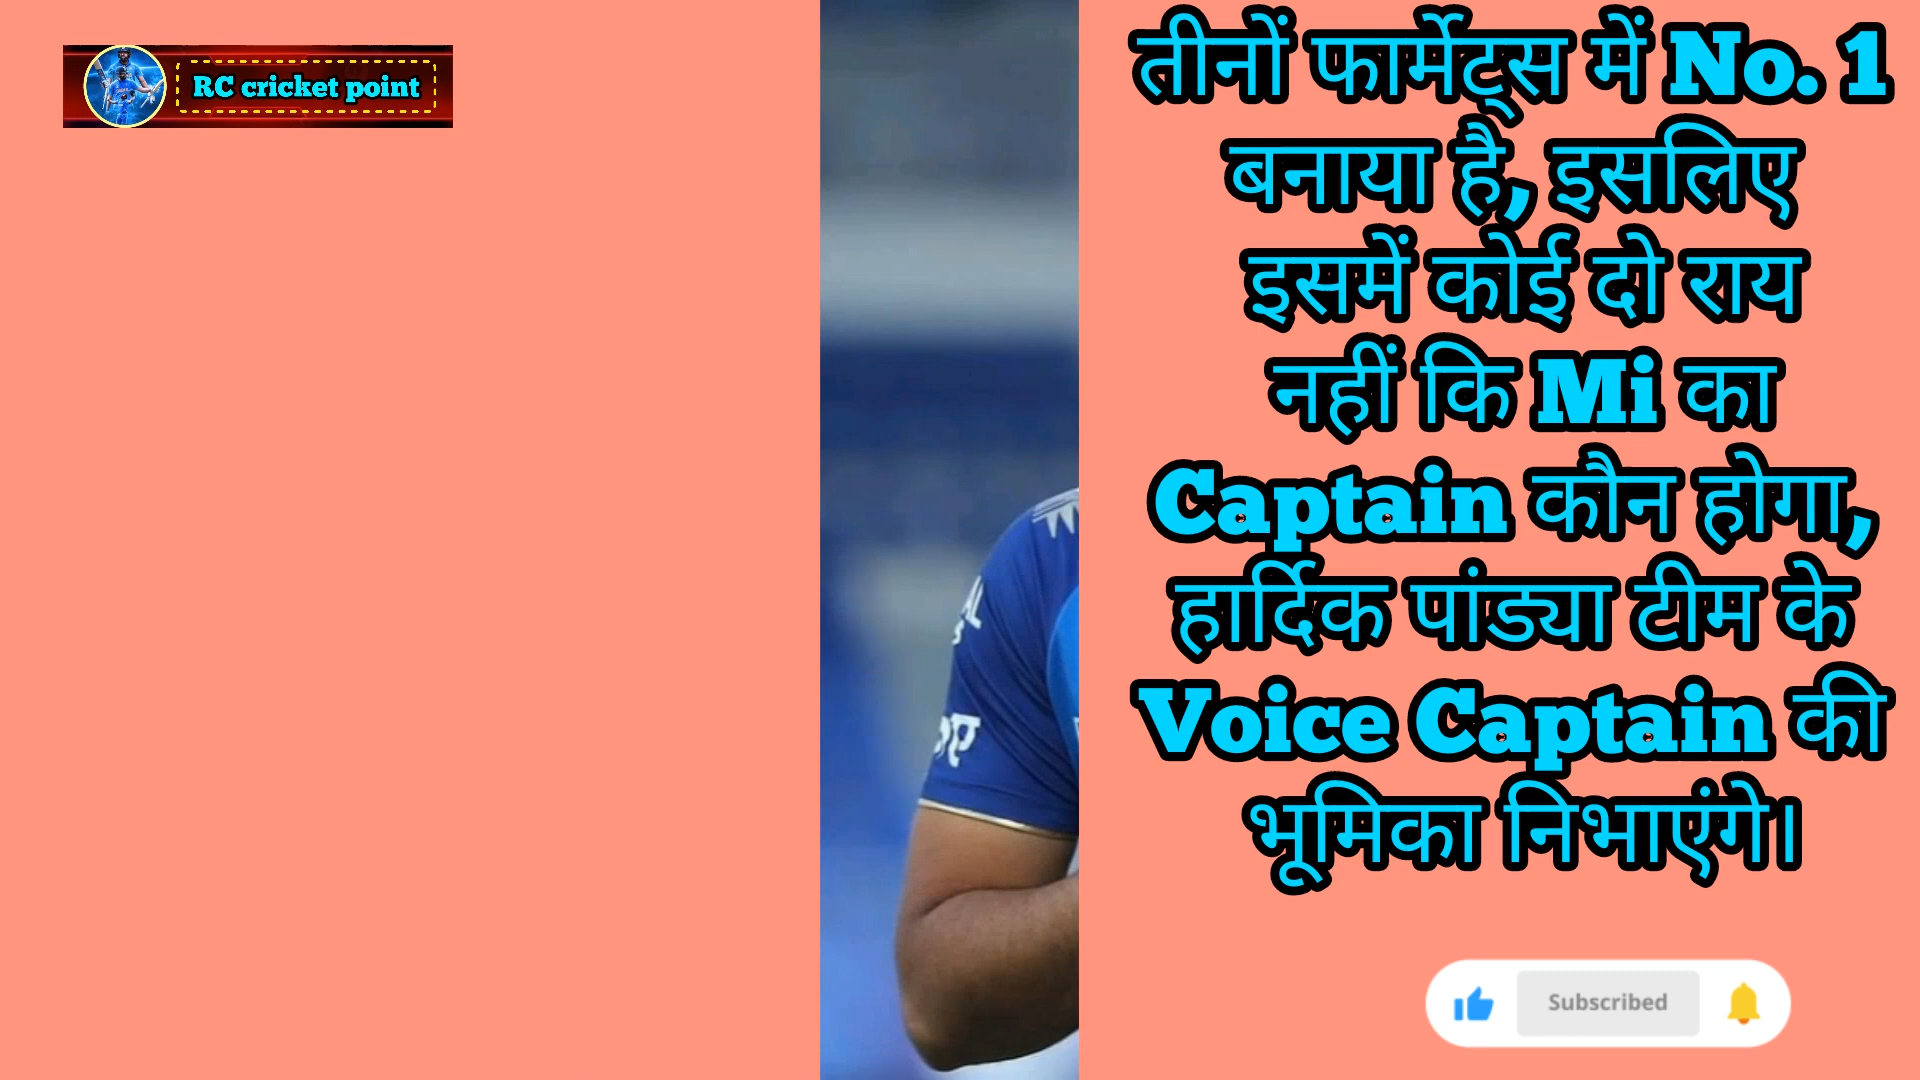 RC cricket point
तीनों फार्मेट्स में No. 1
बनाया है, इसलिए
इसमें कोई दो राय
नहीं कि Mi का
Captain कौन होगा,
हार्दिक पांड्या टीम के
Voice Captain की
भूमिका निभाएंगे।
Subscribed